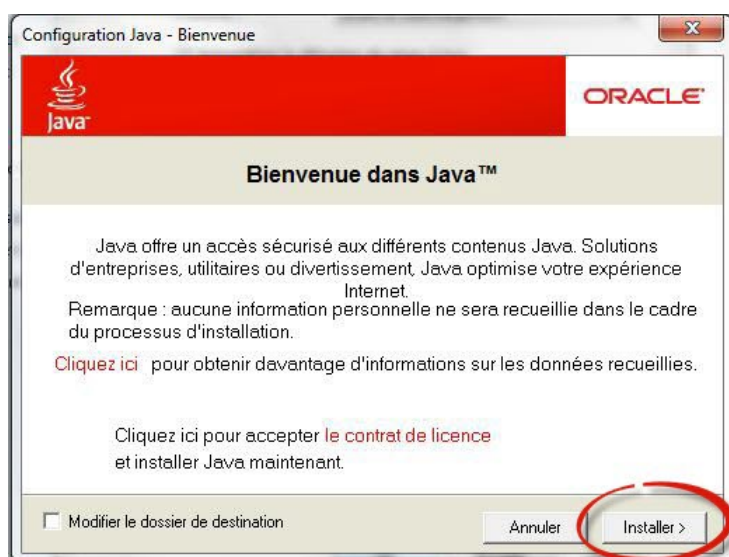 Configuration Java - Bienvenue
Java
ORACLE
Bienvenue dans Java™
Java offre un accès sécurisé aux différents contenus Java. Solutions
d'entreprises, utilitaires ou divertissement, Java optimise votre expérience
Internet.
Remarque : aucune information personnelle ne sera recueillie dans le cadre
du processus d'installation.
Cliquez ici pour obtenir davantage d'informations sur les données recueillies.
Cliquez ici pour accepter le contrat de licence
et installer Java maintenant.
Modifier le dossier de destination
Annuler
Installer >